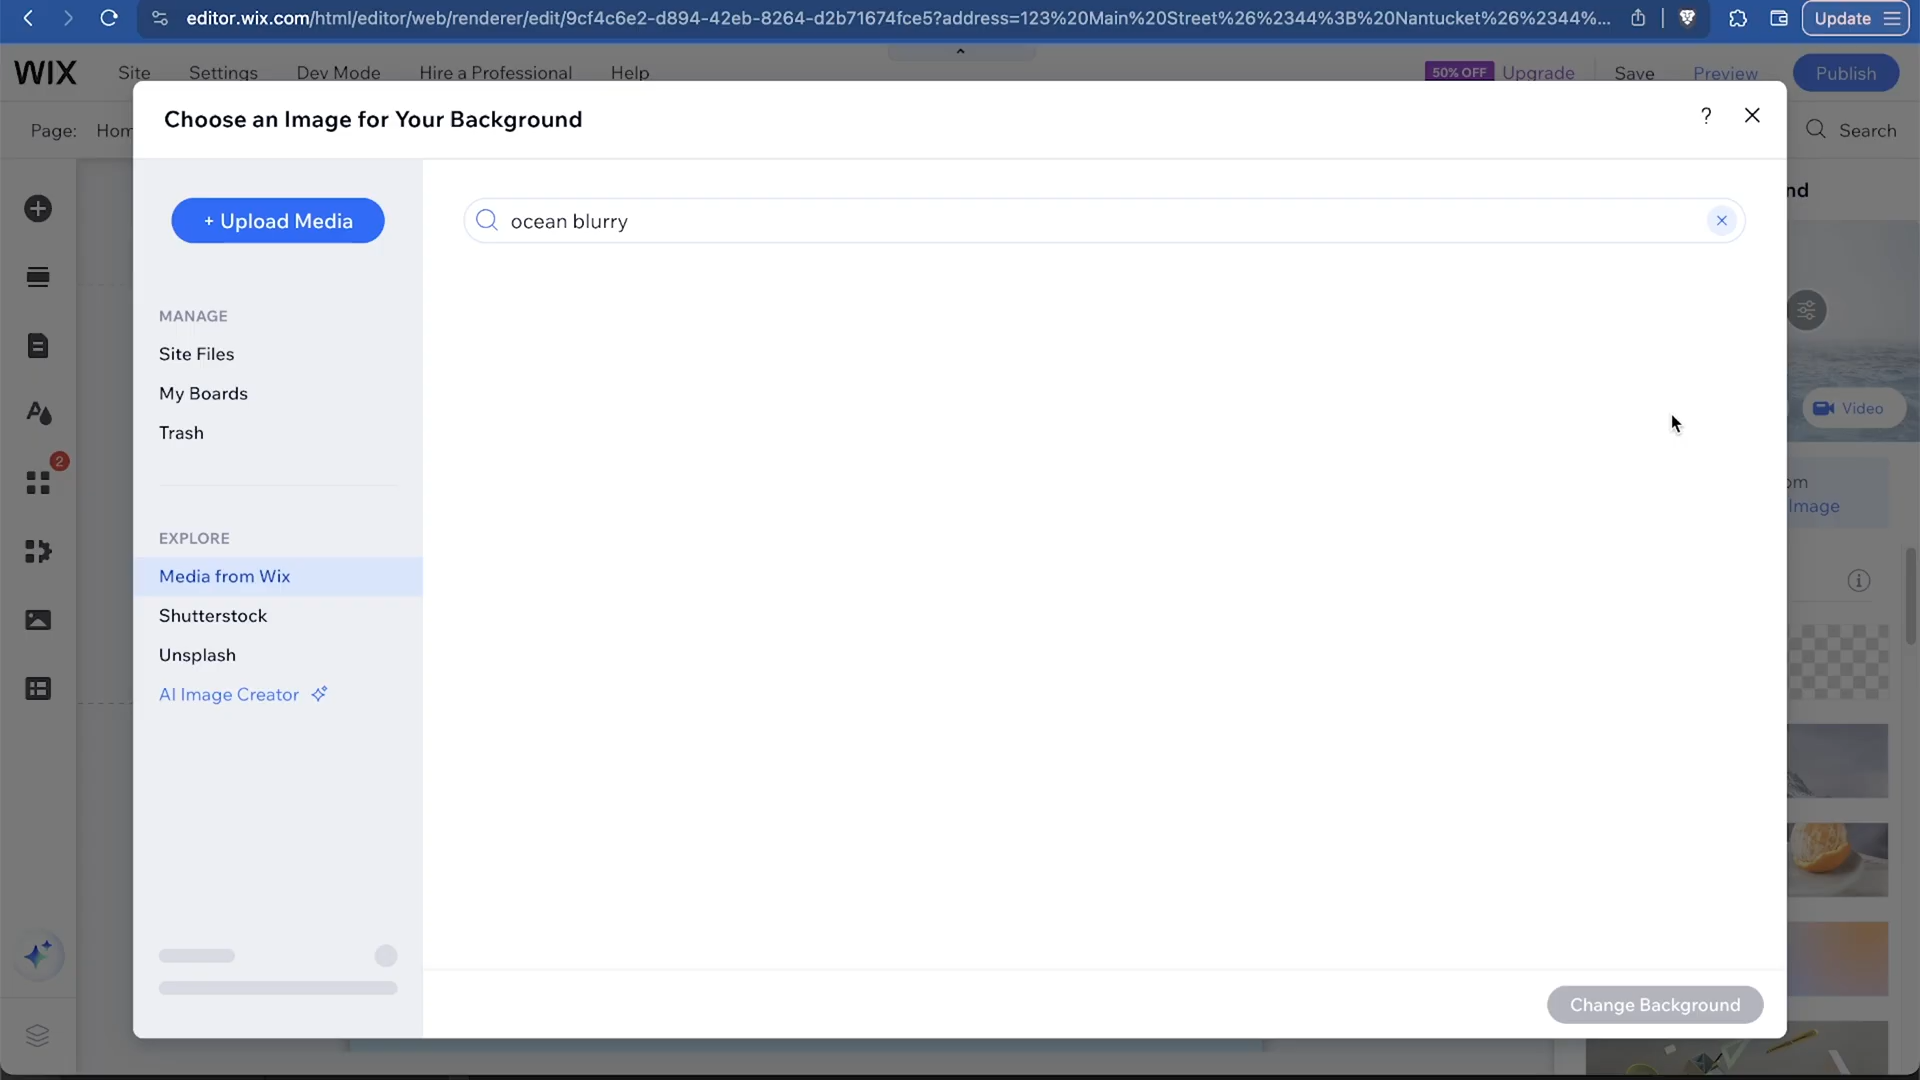 editor.wix.com/html/editor/web/renderer/edit/9cf4c6e2-d894-42eb-8264-d2b71674fce5?address=123%20Main%20Street%26%2344%3B%20Nantucket%26%2344%...
Update
WIX
Site
Settings
Dev Mode
Hire a Professional
Help
50% OFF
Upgrade
Save
Preview
Publish
Page:
Hom
Search
Choose an Image for Your Background
?
nd
+ Upload Media
ocean blurry
MANAGE
Site Files
My Boards
Trash
Video
2
om
Image
EXPLORE
Media from Wix
Shutterstock
Unsplash
AI Image Creator
Change Background